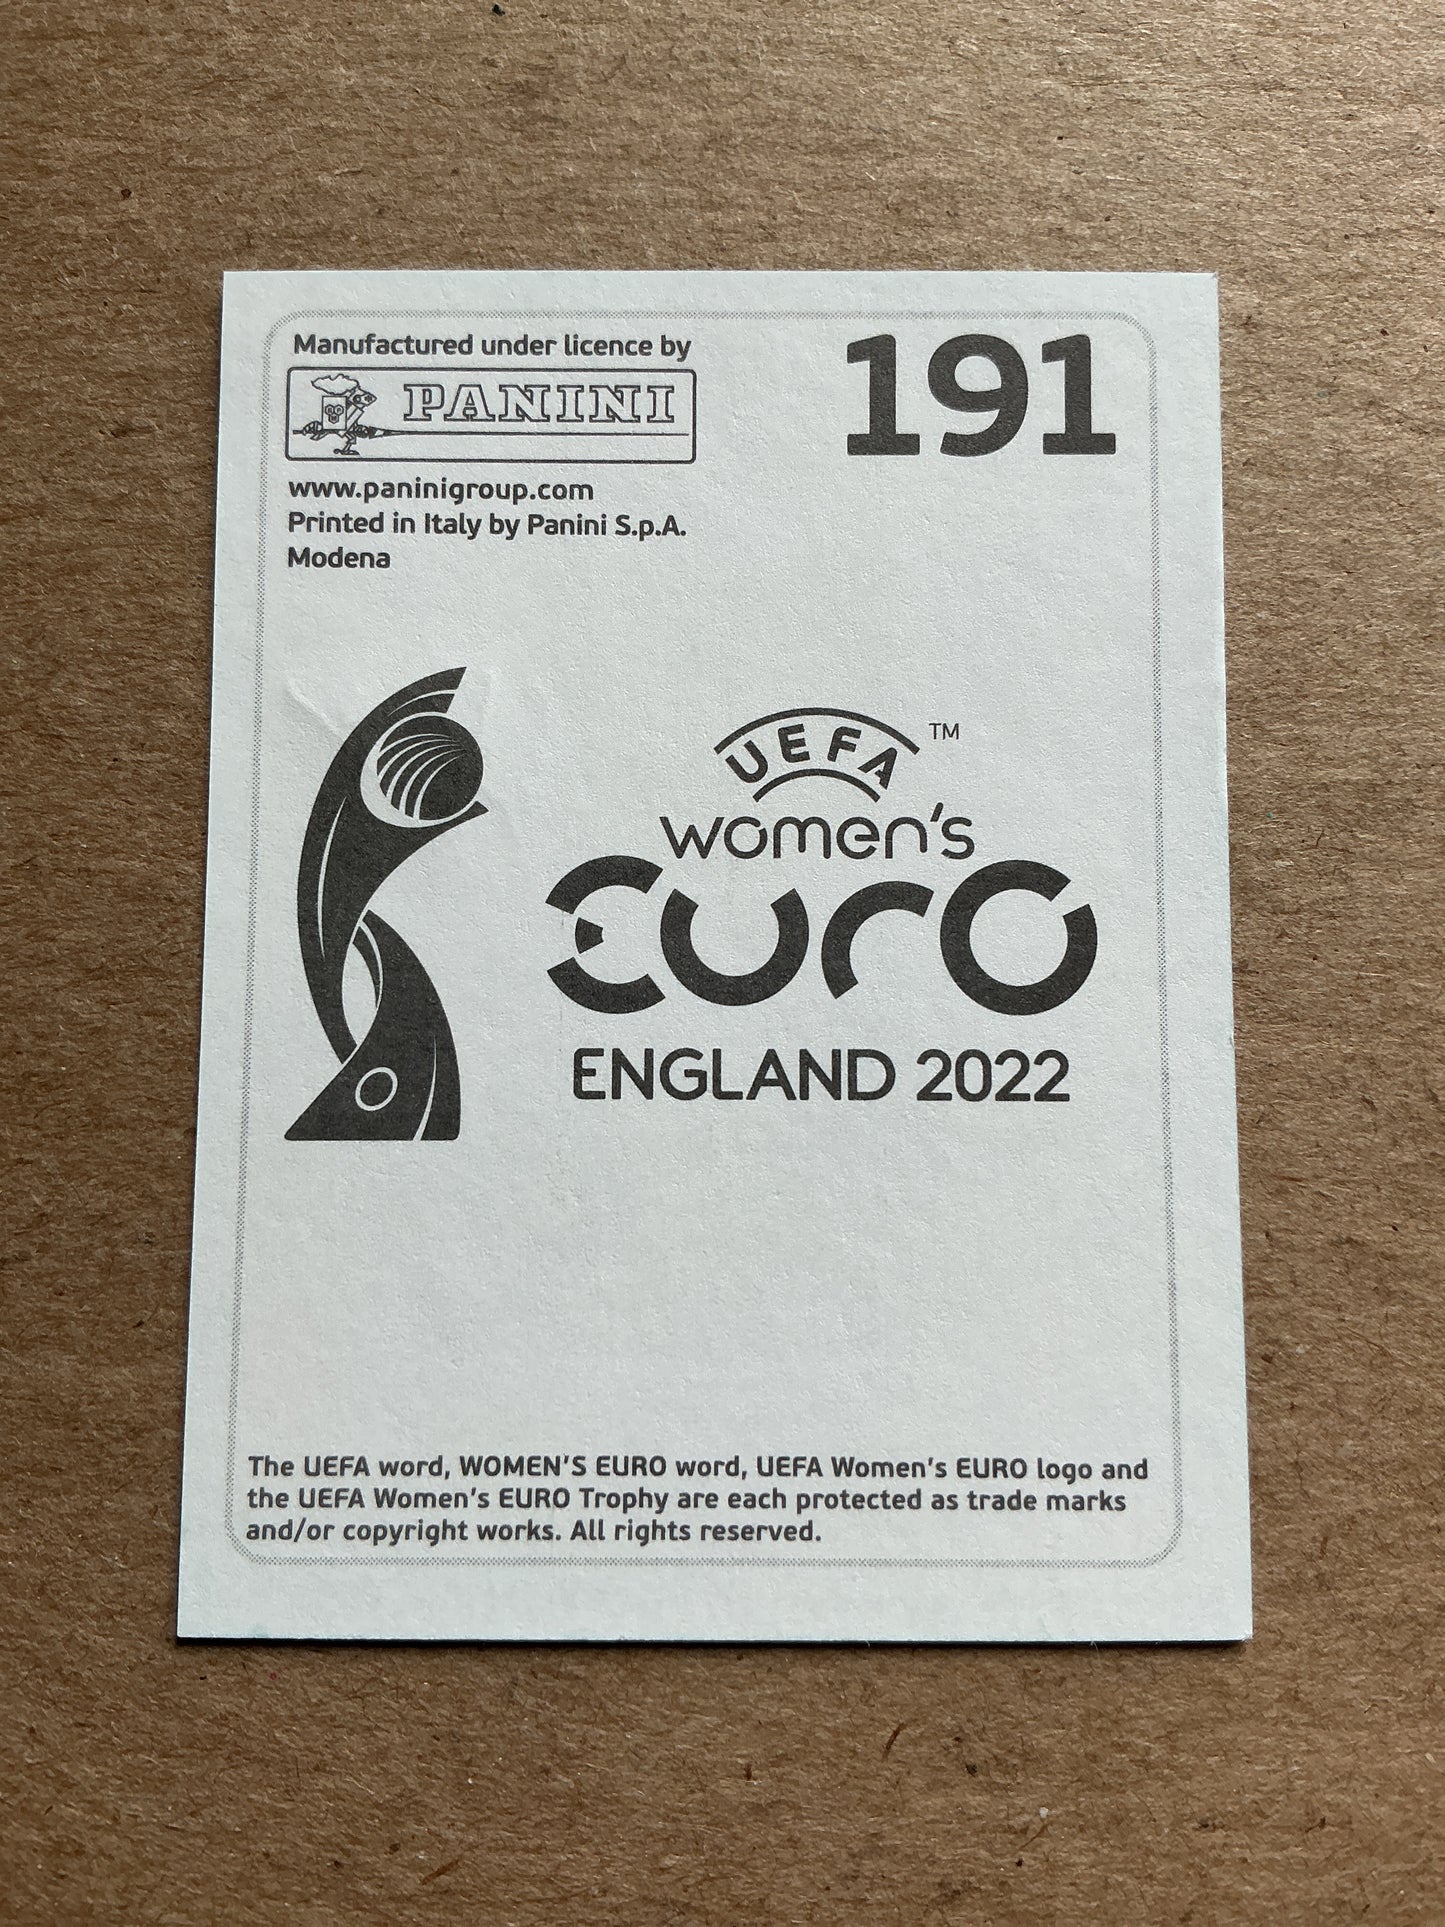 Manufactured under licence by
PANINI
191
www.paninigroup.com
Printed in Italy by Panini S.p.A.
Modena
UEFA ™
women's
EURO
ENGLAND 2022
The UEFA word, WOMEN'S EURO word, UEFA Women's EURO logo and
the UEFA Women's EURO Trophy are each protected as trade marks
and/or copyright works. All rights reserved.